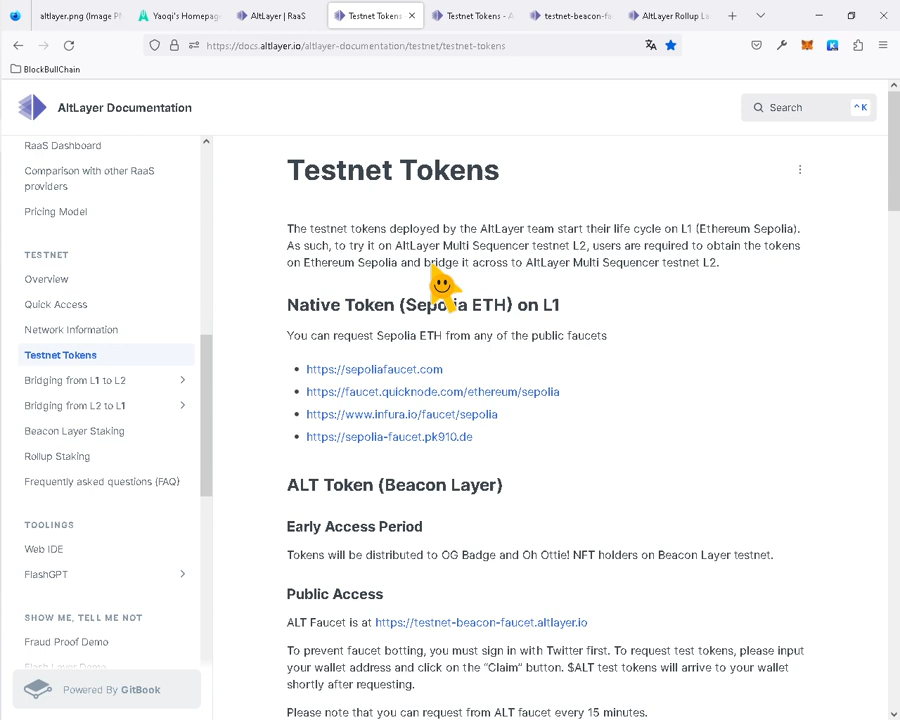 altlayer.png (Image P
Yaoqi's Homepag
AltLayer | RaaS
Testnet Tokens
Testnet Tokens - A
testnet-beacon-fa
AltLayer Rollup La
https://docs.altlayer.io/altlayer-documentation/testnet/testnet-tokens
BlockBullChain
AltLayer Documentation
Search
^K
RaaS Dashboard
Comparison with other RaaS
providers
Pricing Model
TESTNET
Overview
Quick Access
Network Information
Testnet Tokens
Bridging from L1 to L2
Bridging from L2 to L1
Beacon Layer Staking
Rollup Staking
Frequently asked questions (FAQ)
TOOLINGS
Web IDE
FlashGPT
SHOW ME, TELL ME NOT
Fraud Proof Demo
Flash Layer Demo
Powered By GitBook
Testnet Tokens
The testnet tokens deployed by the AltLayer team start their life cycle on L1 (Ethereum Sepolia).
As such, to try it on AltLayer Multi Sequencer testnet L2, users are required to obtain the tokens
on Ethereum Sepolia and bridge it across to AltLayer Multi Sequencer testnet L2.
Native Token (Sepolia ETH) on L1
You can request Sepolia ETH from any of the public faucets
https://sepoliafaucet.com
https://faucet.quicknode.com/ethereum/sepolia
https://www.infura.io/faucet/sepolia
https://sepolia-faucet.pk910.de
ALT Token (Beacon Layer)
Early Access Period
Tokens will be distributed to OG Badge and Oh Ottie! NFT holders on Beacon Layer testnet.
Public Access
ALT Faucet is at https://testnet-beacon-faucet.altlayer.io
To prevent faucet botting, you must sign in with Twitter first. To request test tokens, please input
your wallet address and click on the “Claim” button. $ALT test tokens will arrive to your wallet
shortly after requesting.
Please note that you can request from ALT faucet every 15 minutes.